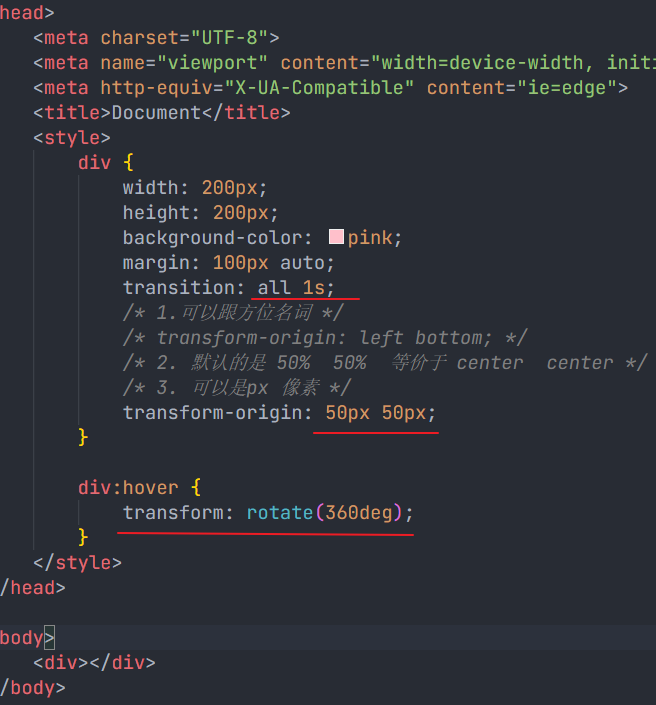 head>
<meta charset="UTF-8">
<meta name="viewport" content="width=device-width, initi
<meta http-equiv="X-UA-Compatible" content="ie=edge">
<title>Document</title>
<style>
div {
width: 200px;
height: 200px;
background-color: pink;
margin: 100px auto;
transition: all 1s;
/* 1.可以跟方位名词 */
/* transform-origin: left bottom; */
/* 2. 默认的是 50%  50%  等价于 center  center */
/* 3. 可以是px 像素 */
transform-origin: 50px 50px;
}
div:hover {
transform: rotate(360deg);
}
</style>
/head>
body>
<div></div>
/body>